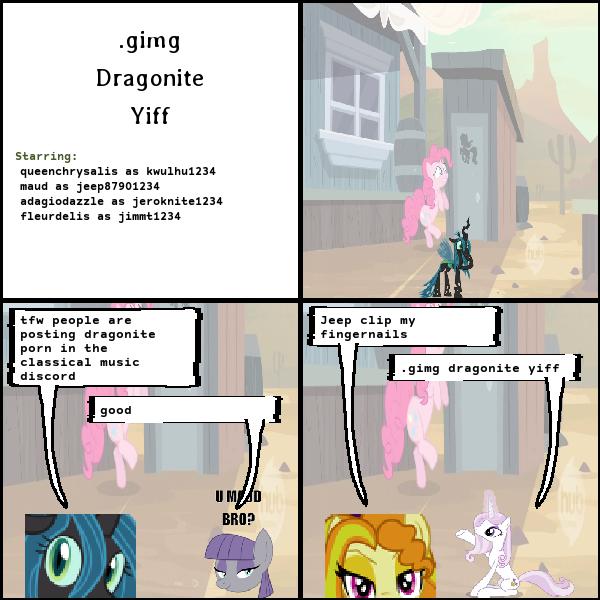 .gimg
Dragonite
Yiff
Starring:
queenchrysalis as kwulhu1234
maud as jeep87901234
adagiodazzle as jeroknite1234
fleurdelis as jimmt1234
tfw people are
posting dragonite
porn in the
classical music
discord
good
U M
D
BRO?
Jeep clip my
fingernails
.gimg dragonite yiff
hub